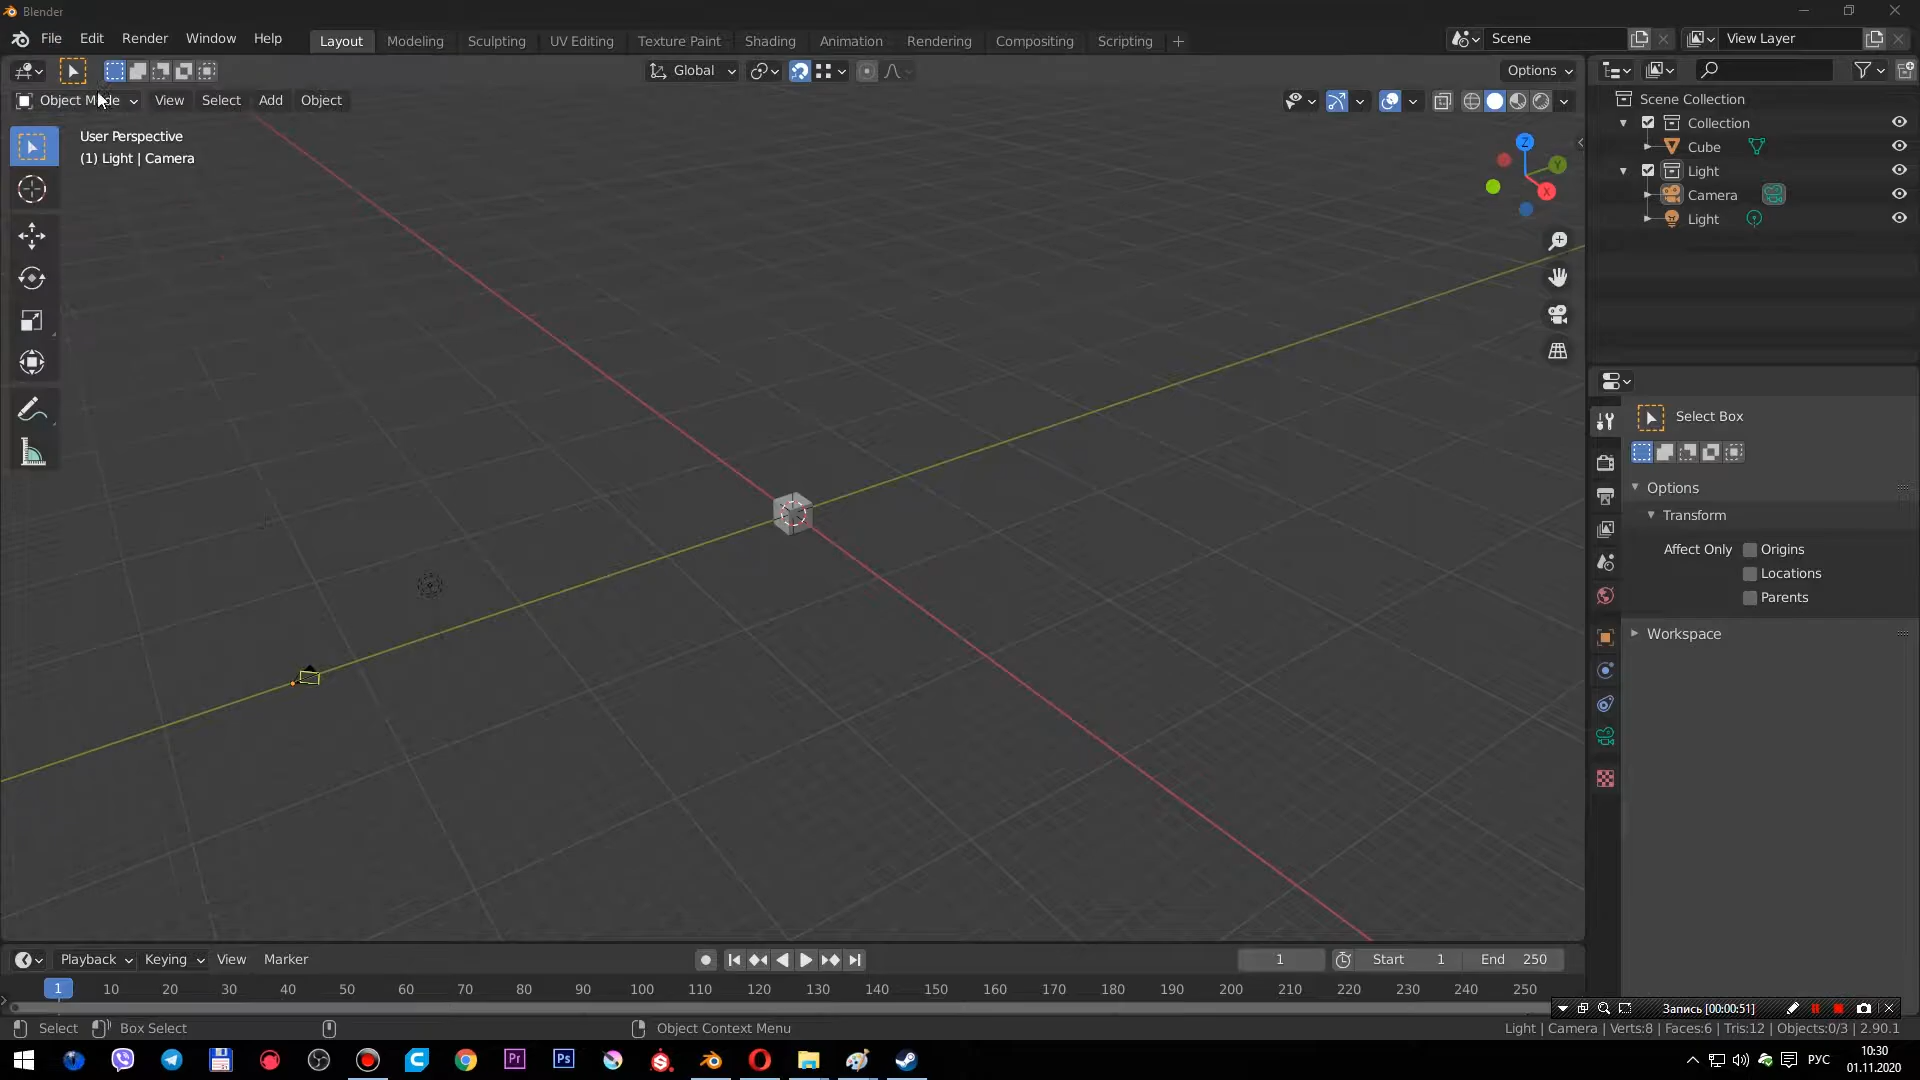 Blender
File Edit Render Window Help Layout Modeling Sculpting UV Editing Texture Paint Shading Animation Rendering Compositing Scripting + Scene View Layer
Global Options
Object Mode View Select Add Object
User Perspective
(1) Light | Camera
Z
Y
X
Scene Collection
Collection
Cube
Light
Camera
Light
Select Box
Options
Transform
Affect Only Origins
Locations
Parents
Workspace
Playback Keying View Marker 1 Start 1 End 250
1 10 20 30 40 50 60 70 80 90 100 110 120 130 140 150 160 170 180 190 200 210 220 230 240 250
Запись [00:00:51]
Select Box Select Object Context Menu Light | Camera | Verts:8 | Faces:6 | Tris:12 | Objects:0/3 | 2.90.1
Pr Ps РУС 10:30
01.11.2020